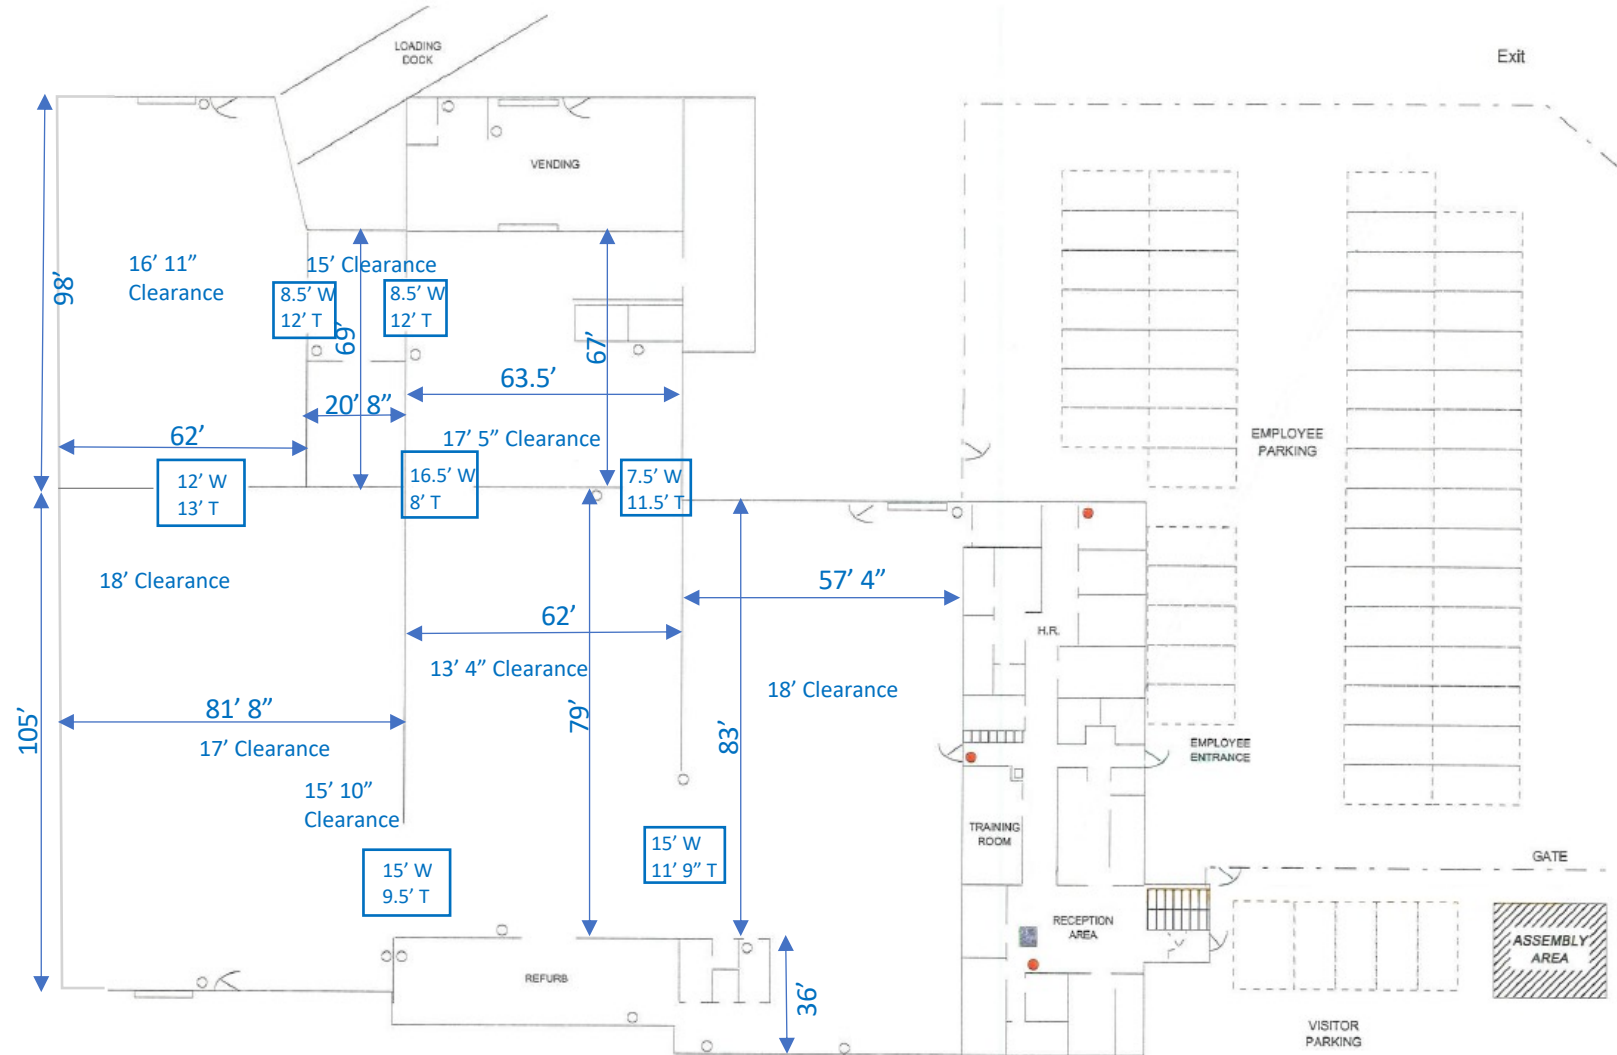 LOADING
DOCK
Exit
VENDING
98’
16’ 11”
Clearance
15’ Clearance
8.5’ W
12’ T
8.5’ W
12’ T
69’
67’
63.5’
20’ 8”
62’
17’ 5” Clearance
EMPLOYEE
PARKING
12’ W
13’ T
16.5’ W
8’ T
7.5’ W
11.5’ T
18’ Clearance
57’ 4”
62’
H.R.
13’ 4” Clearance
18’ Clearance
81’ 8”
105’
79’
83’
17’ Clearance
EMPLOYEE
ENTRANCE
15’ 10”
Clearance
TRAINING
ROOM
15’ W
11’ 9” T
15’ W
9.5’ T
GATE
RECEPTION
AREA
ASSEMBLY
AREA
REFURB
36’
VISITOR
PARKING